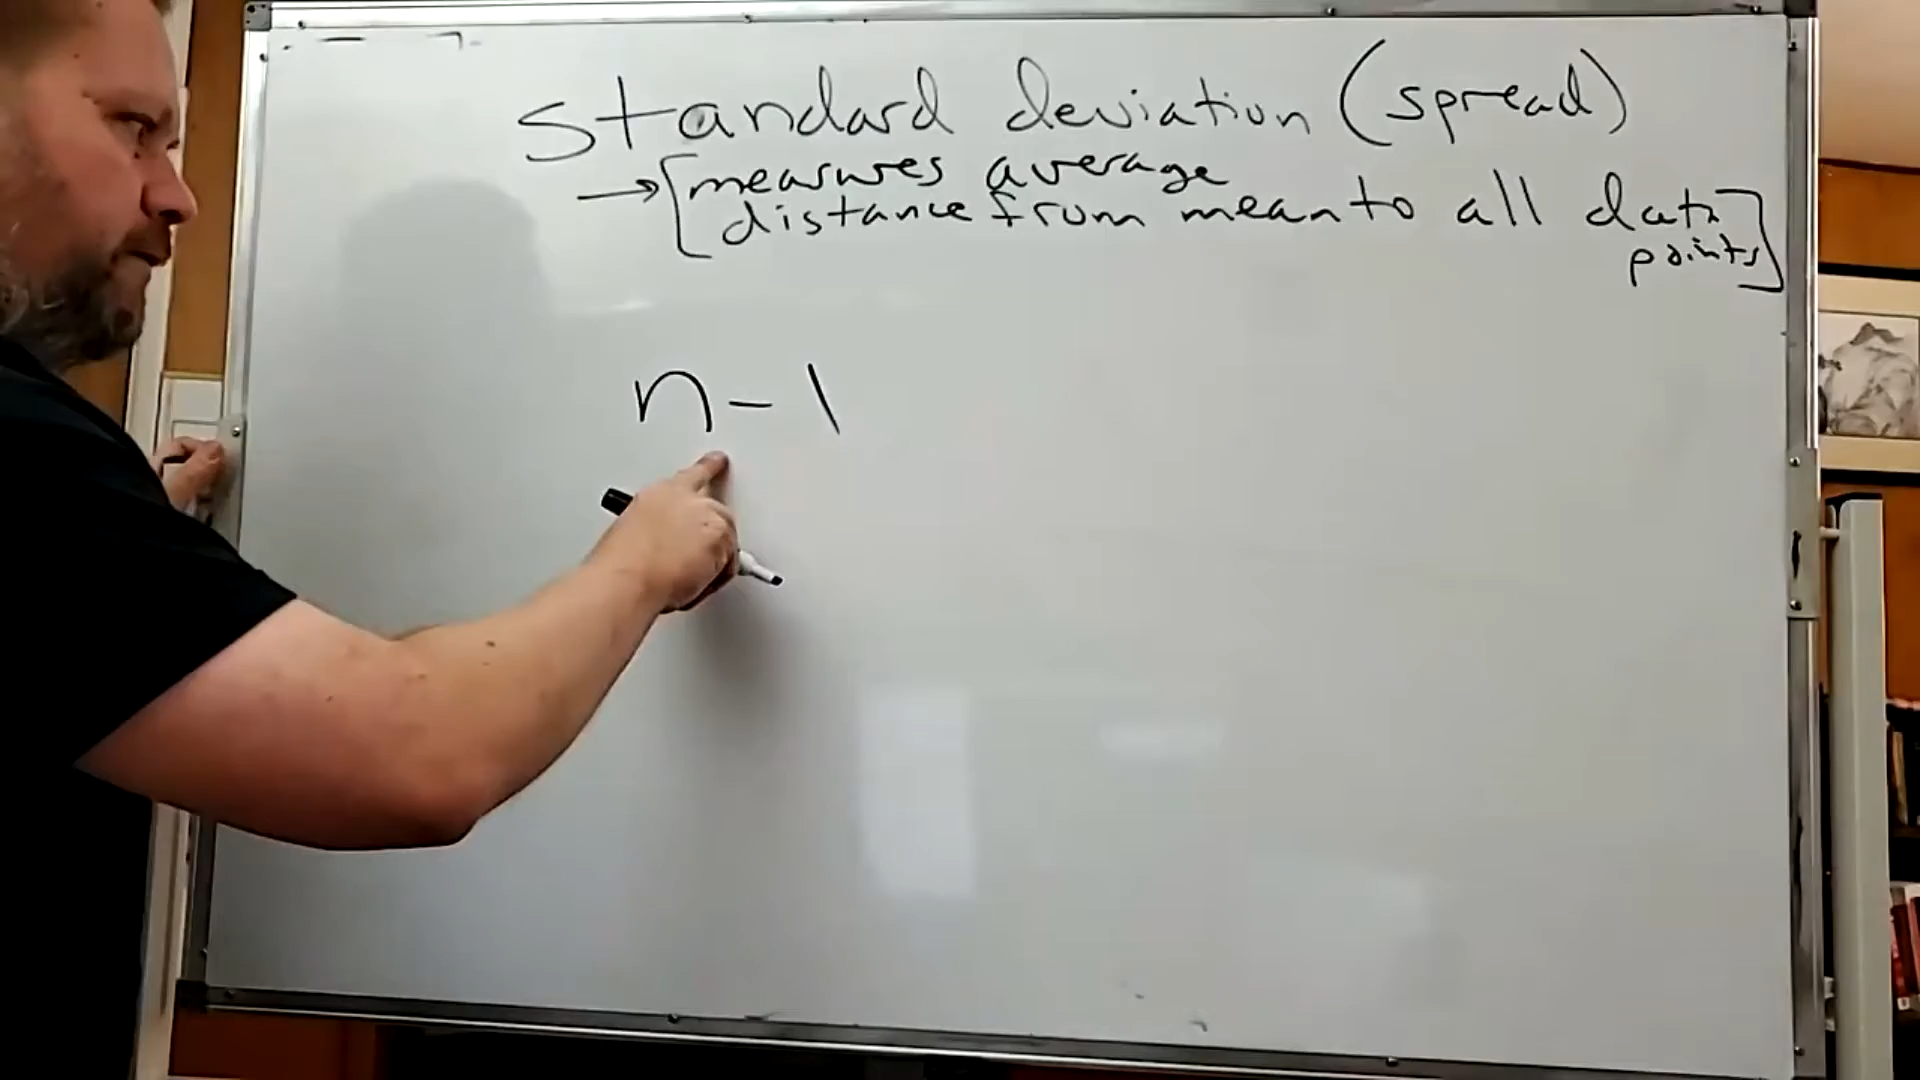 standard deviation (spread)
→ [measures average
distance from mean to all data
points]
n - 1